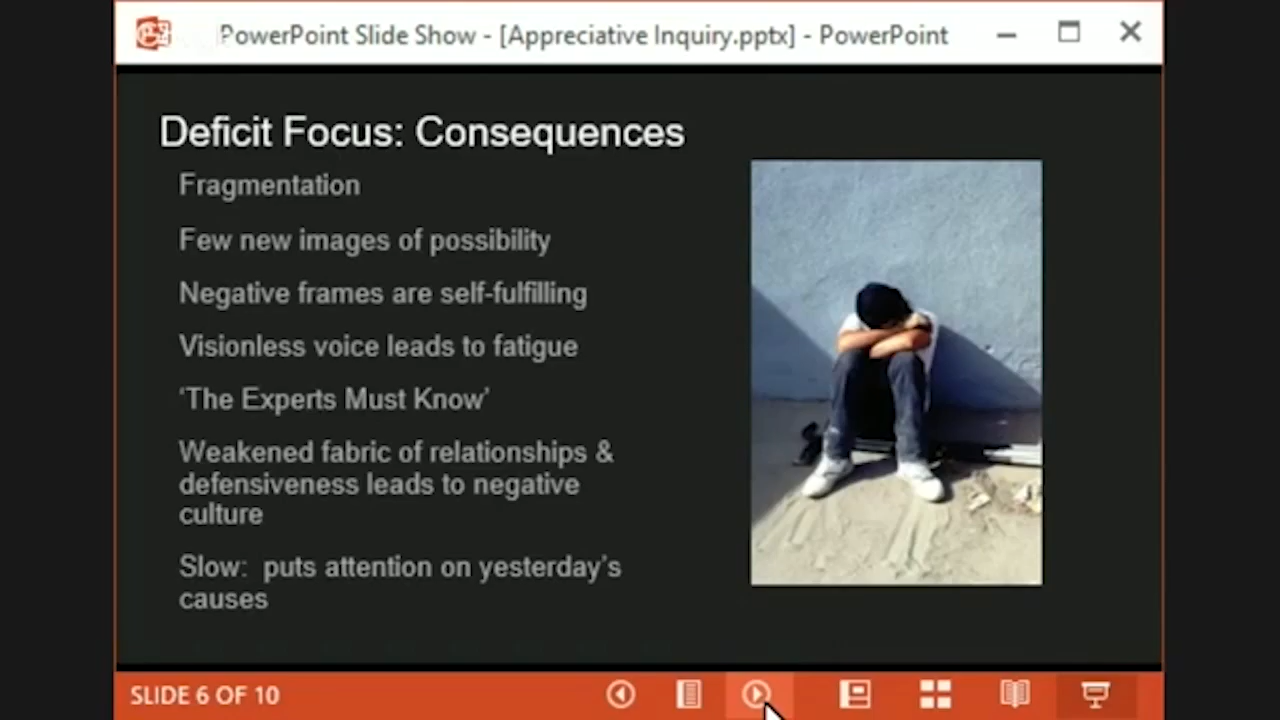 PowerPoint Slide Show - [Appreciative Inquiry.pptx] - PowerPoint
Deficit Focus: Consequences
Fragmentation
Few new images of possibility
Negative frames are self-fulfilling
Visionless voice leads to fatigue
‘The Experts Must Know’
Weakened fabric of relationships &
defensiveness leads to negative
culture
Slow:  puts attention on yesterday’s
causes
SLIDE 6 OF 10